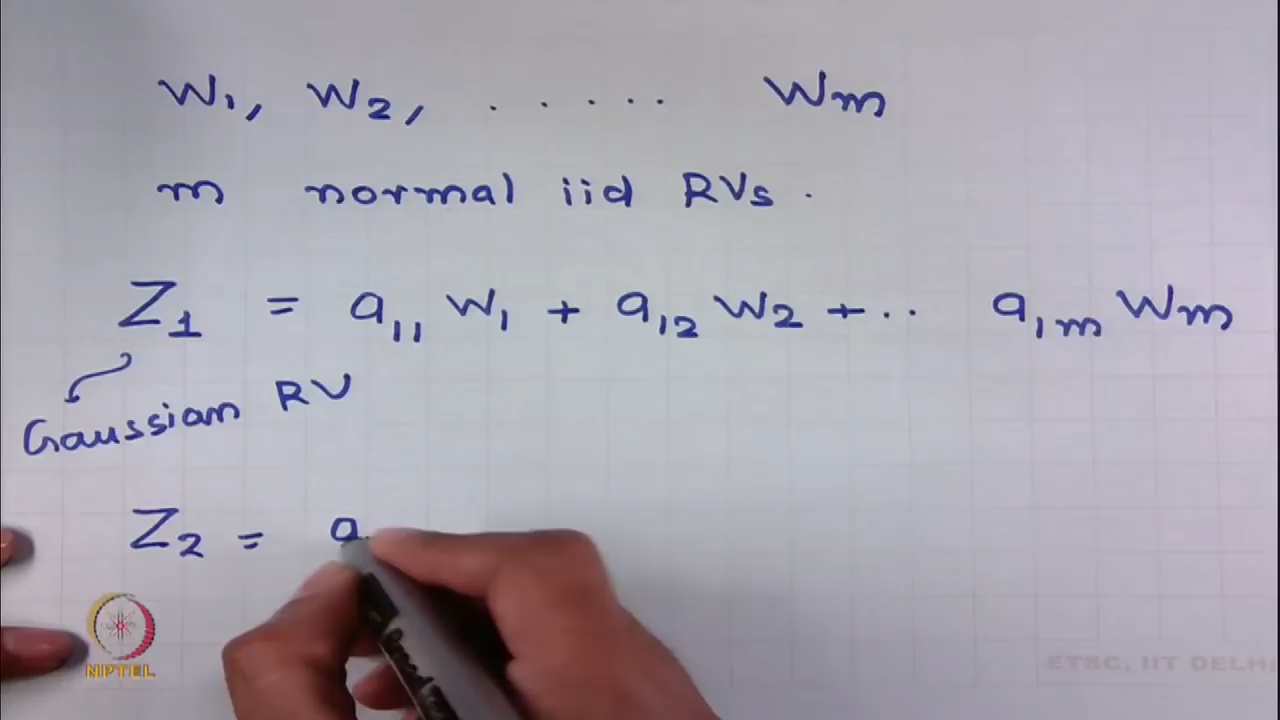 W1, W2, ..... Wm
m normal iid RVs.
Z1 = a11 W1 + a12 W2 + .. a1m Wm
Gaussian RV
Z2 = a
NPTEL
ETSC, IIT DELHI